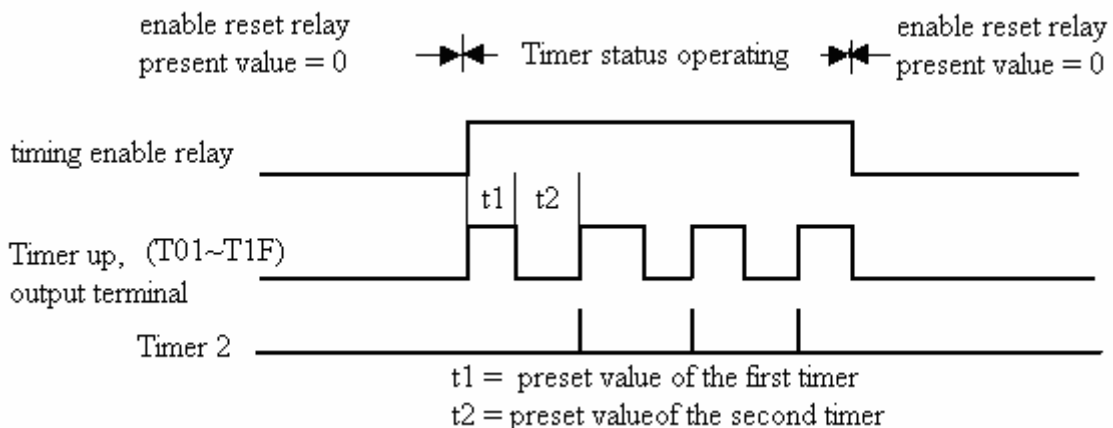 enable reset relay
present value = 0
Timer status operating
enable reset relay
present value = 0
timing enable relay
t1
t2
Timer up, (T01~T1F)
output terminal
Timer 2
t1 = preset value of the first timer
t2 = preset valueof the second timer